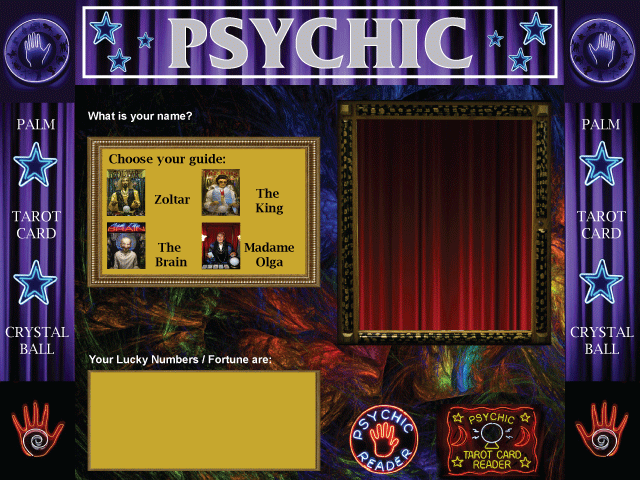 PSYCHIC
PALM
TAROT
CARD
CRYSTAL
BALL
What is your name?
Choose your guide:
Zoltar
The
King
The
Brain
Madame
Olga
Your Lucky Numbers / Fortune are:
PSYCHIC
READER
PSYCHIC
TAROT CARD
READER
PALM
TAROT
CARD
CRYSTAL
BALL